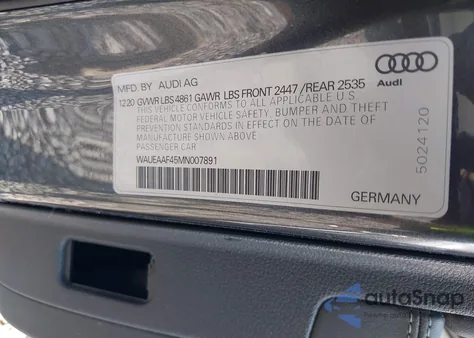 MFD. BY AUDI AG
12.20 GVWR LBS 4861 GAWR LBS FRONT 2447 / REAR 2535
THIS VEHICLE CONFORMS TO ALL APPLICABLE U.S.
FEDERAL MOTOR VEHICLE SAFETY, BUMPER, AND THEFT
PREVENTION STANDARDS IN EFFECT ON THE DATE OF
MANUFACTURE SHOWN ABOVE.
PASSENGER CAR
WAUEAAF45MN007891
Audi
5024120
GERMANY
autoSnap